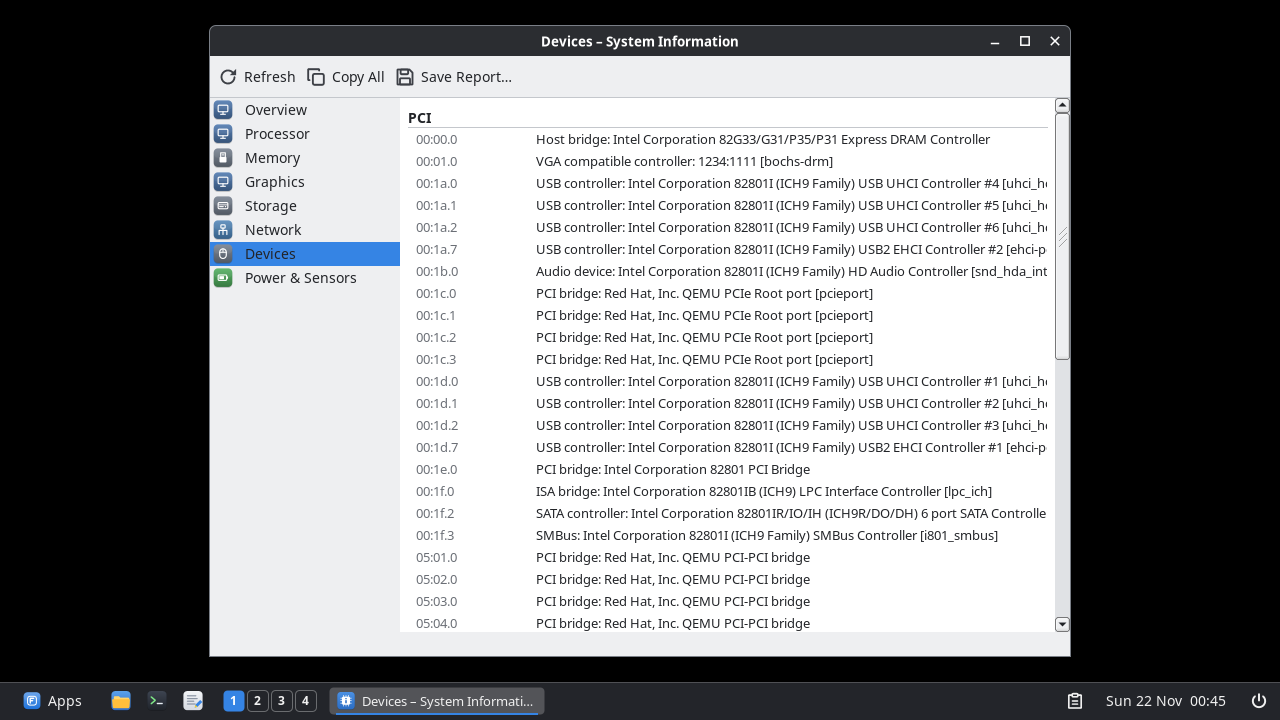 Devices – System Information
Refresh
Copy All
Save Report...
Overview
Processor
Memory
Graphics
Storage
Network
Devices
Power & Sensors
PCI
00:00.0 Host bridge: Intel Corporation 82G33/G31/P35/P31 Express DRAM Controller
00:01.0 VGA compatible controller: 1234:1111 [bochs-drm]
00:1a.0 USB controller: Intel Corporation 82801I (ICH9 Family) USB UHCI Controller #4 [uhci_h
00:1a.1 USB controller: Intel Corporation 82801I (ICH9 Family) USB UHCI Controller #5 [uhci_h
00:1a.2 USB controller: Intel Corporation 82801I (ICH9 Family) USB UHCI Controller #6 [uhci_h
00:1a.7 USB controller: Intel Corporation 82801I (ICH9 Family) USB2 EHCI Controller #2 [ehci-p
00:1b.0 Audio device: Intel Corporation 82801I (ICH9 Family) HD Audio Controller [snd_hda_int
00:1c.0 PCI bridge: Red Hat, Inc. QEMU PCIe Root port [pcieport]
00:1c.1 PCI bridge: Red Hat, Inc. QEMU PCIe Root port [pcieport]
00:1c.2 PCI bridge: Red Hat, Inc. QEMU PCIe Root port [pcieport]
00:1c.3 PCI bridge: Red Hat, Inc. QEMU PCIe Root port [pcieport]
00:1d.0 USB controller: Intel Corporation 82801I (ICH9 Family) USB UHCI Controller #1 [uhci_h
00:1d.1 USB controller: Intel Corporation 82801I (ICH9 Family) USB UHCI Controller #2 [uhci_h
00:1d.2 USB controller: Intel Corporation 82801I (ICH9 Family) USB UHCI Controller #3 [uhci_h
00:1d.7 USB controller: Intel Corporation 82801I (ICH9 Family) USB2 EHCI Controller #1 [ehci-p
00:1e.0 PCI bridge: Intel Corporation 82801 PCI Bridge
00:1f.0 ISA bridge: Intel Corporation 82801IB (ICH9) LPC Interface Controller [lpc_ich]
00:1f.2 SATA controller: Intel Corporation 82801IR/IO/IH (ICH9R/DO/DH) 6 port SATA Controlle
00:1f.3 SMBus: Intel Corporation 82801I (ICH9 Family) SMBus Controller [i801_smbus]
05:01.0 PCI bridge: Red Hat, Inc. QEMU PCI-PCI bridge
05:02.0 PCI bridge: Red Hat, Inc. QEMU PCI-PCI bridge
05:03.0 PCI bridge: Red Hat, Inc. QEMU PCI-PCI bridge
05:04.0 PCI bridge: Red Hat, Inc. QEMU PCI-PCI bridge
Apps 1 2 3 4 Devices – System Informati... Sun 22 Nov 00:45